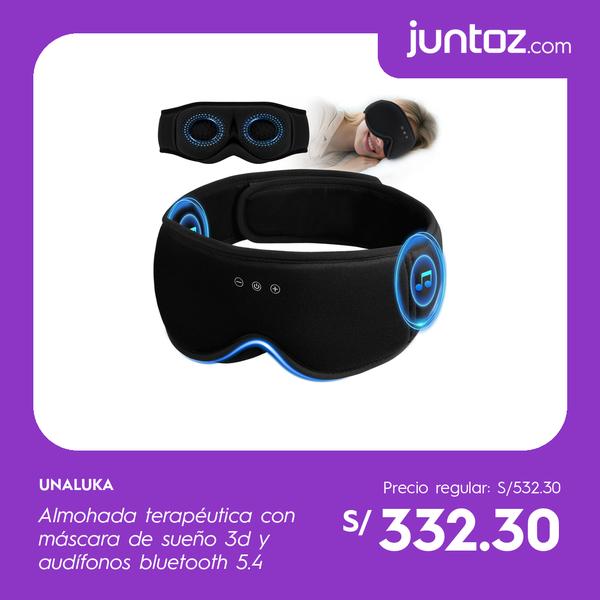 juntoz.com
UNALUKA
Almohada terapéutica con
máscara de sueño 3d y
audífonos bluetooth 5.4
Precio regular: S/532.30
S/ 332.30